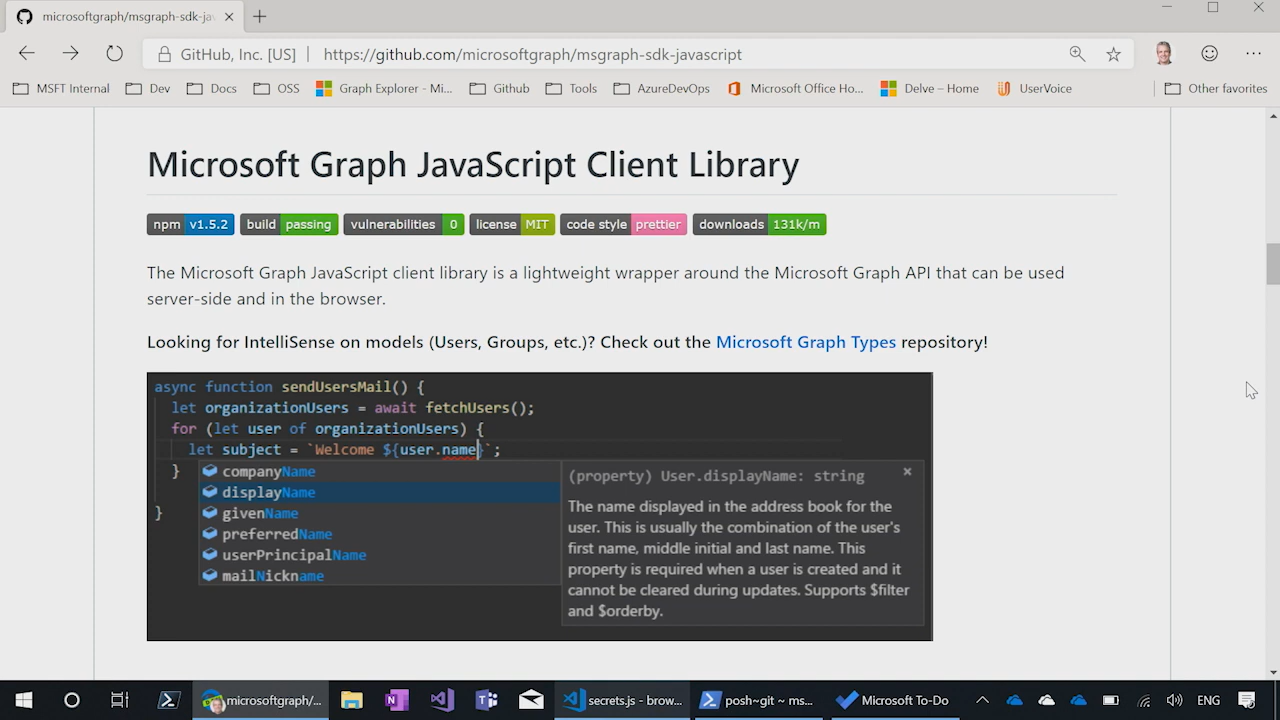 microsoftgraph/msgraph-sdk-jav
GitHub, Inc. [US] | https://github.com/microsoftgraph/msgraph-sdk-javascript
MSFT Internal Dev Docs OSS Graph Explorer - Mi... Github Tools AzureDevOps Microsoft Office Ho... Delve – Home UserVoice Other favorites
Microsoft Graph JavaScript Client Library
npm v1.5.2 build passing vulnerabilities 0 license MIT code style prettier downloads 131k/m
The Microsoft Graph JavaScript client library is a lightweight wrapper around the Microsoft Graph API that can be used
server-side and in the browser.
Looking for IntelliSense on models (Users, Groups, etc.)? Check out the Microsoft Graph Types repository!
async function sendUsersMail() {
let organizationUsers = await fetchUsers();
for (let user of organizationUsers) {
let subject = `Welcome ${user.name}`;
}
}
companyName
displayName
givenName
preferredName
userPrincipalName
mailNickname
(property) User.displayName: string
The name displayed in the address book for the
user. This is usually the combination of the user's
first name, middle initial and last name. This
property is required when a user is created and it
cannot be cleared during updates. Supports $filter
and $orderby.
microsoftgraph/... secrets.js - brow... posh~git ~ ms... Microsoft To-Do ENG